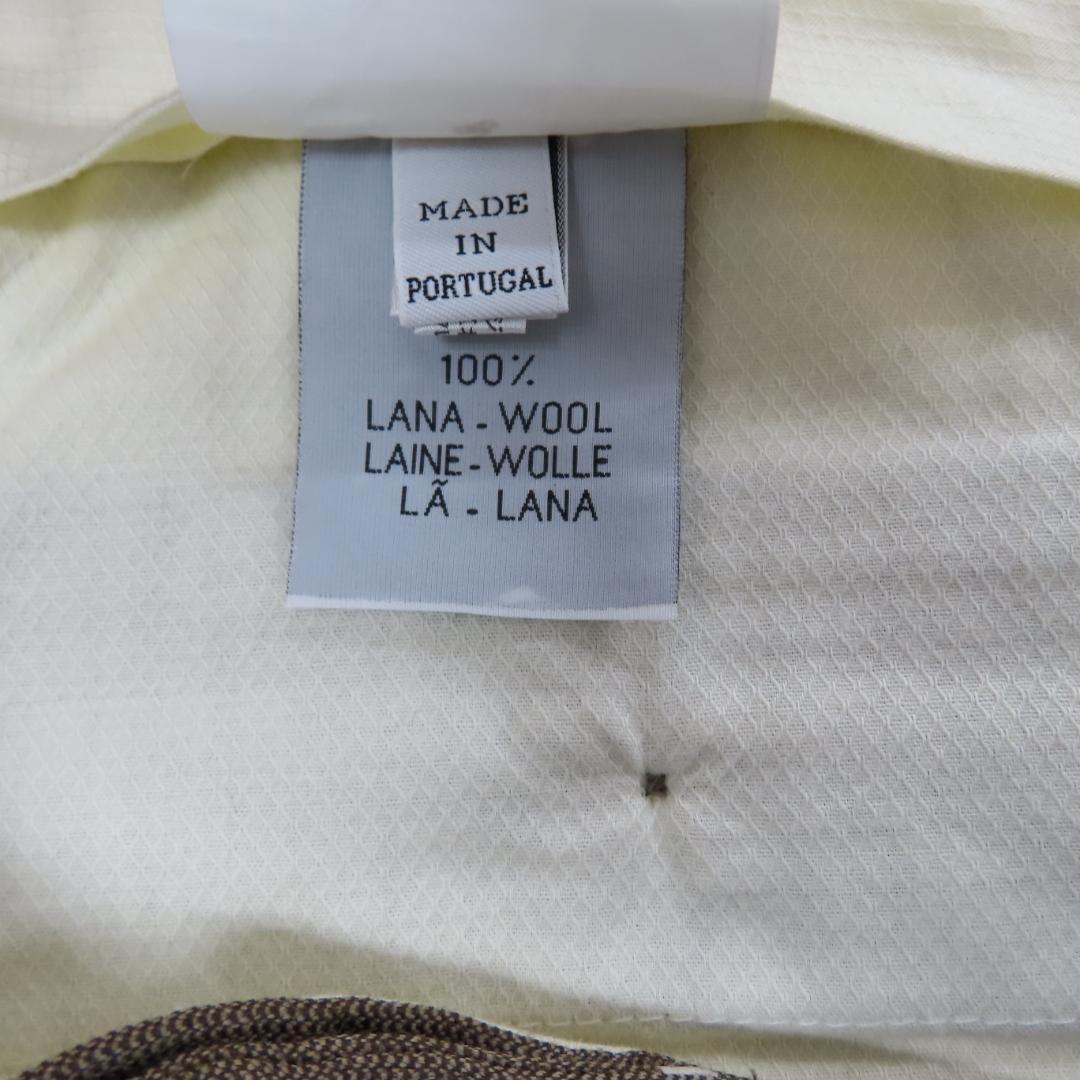 MADE
IN
PORTUGAL
100%
LANA - WOOL
LAINE - WOLLE
LÃ - LANA